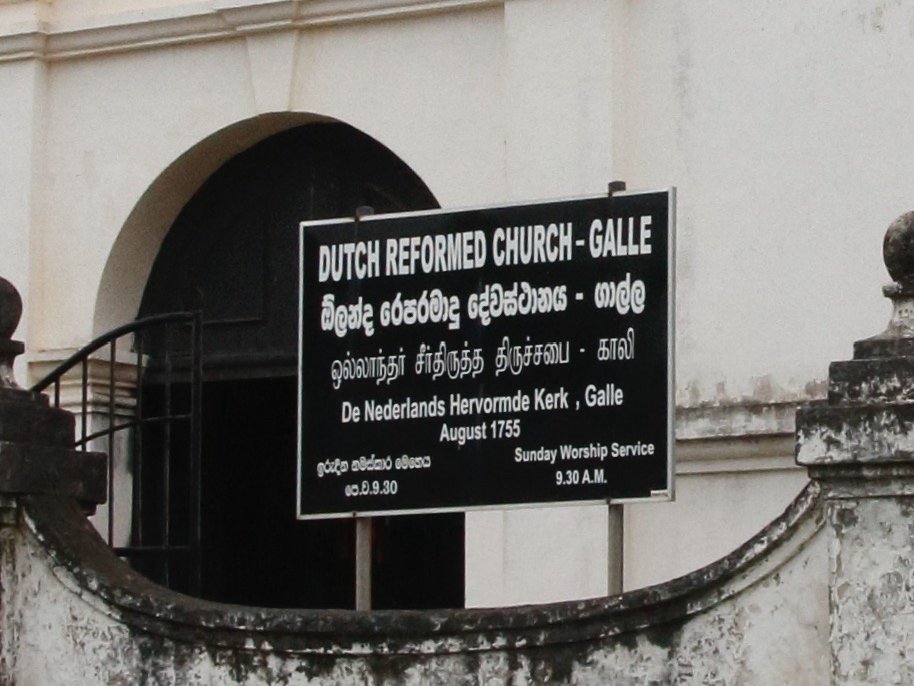 DUTCH REFORMED CHURCH - GALLE
ඕලන්ද රෙපරමාදු දේවස්ථානය - ගාල්ල
ஒல்லாந்தர் சீர்திருத்த திருச்சபை - காலி
De Nederlands Hervormde Kerk , Galle
August 1755
ඉරුදින නමස්කාර මෙහෙය
පෙ.ව.9.30
Sunday Worship Service
9.30 A.M.